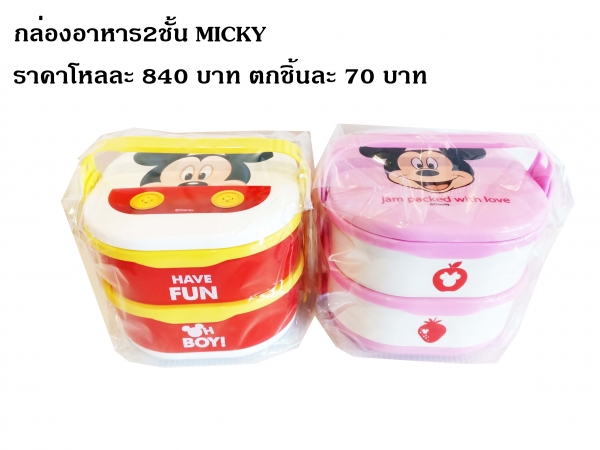 กล่องอาหาร2ชั้น MICKY
ราคาโหลละ 840 บาท ตกชิ้นละ 70 บาท
©Disney
HAVE
FUN
OH
BOY!
jam packed with love
©Disney